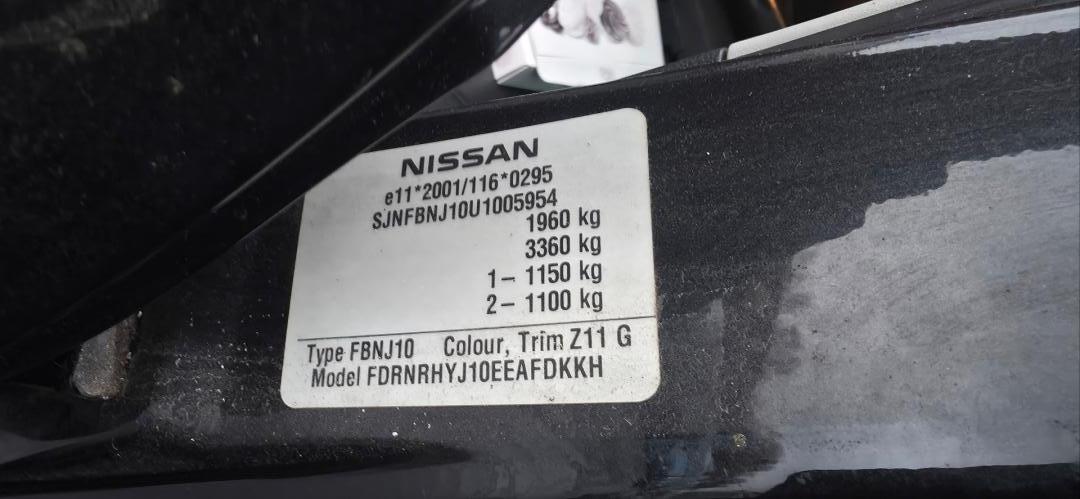 NISSAN
e11*2001/116*0295
SJNFBNJ10U1005954
1960 kg
3360 kg
1– 1150 kg
2– 1100 kg
Type FBNJ10 Colour, Trim Z11 G
Model FDRNRHYJ10EEAFDKKH